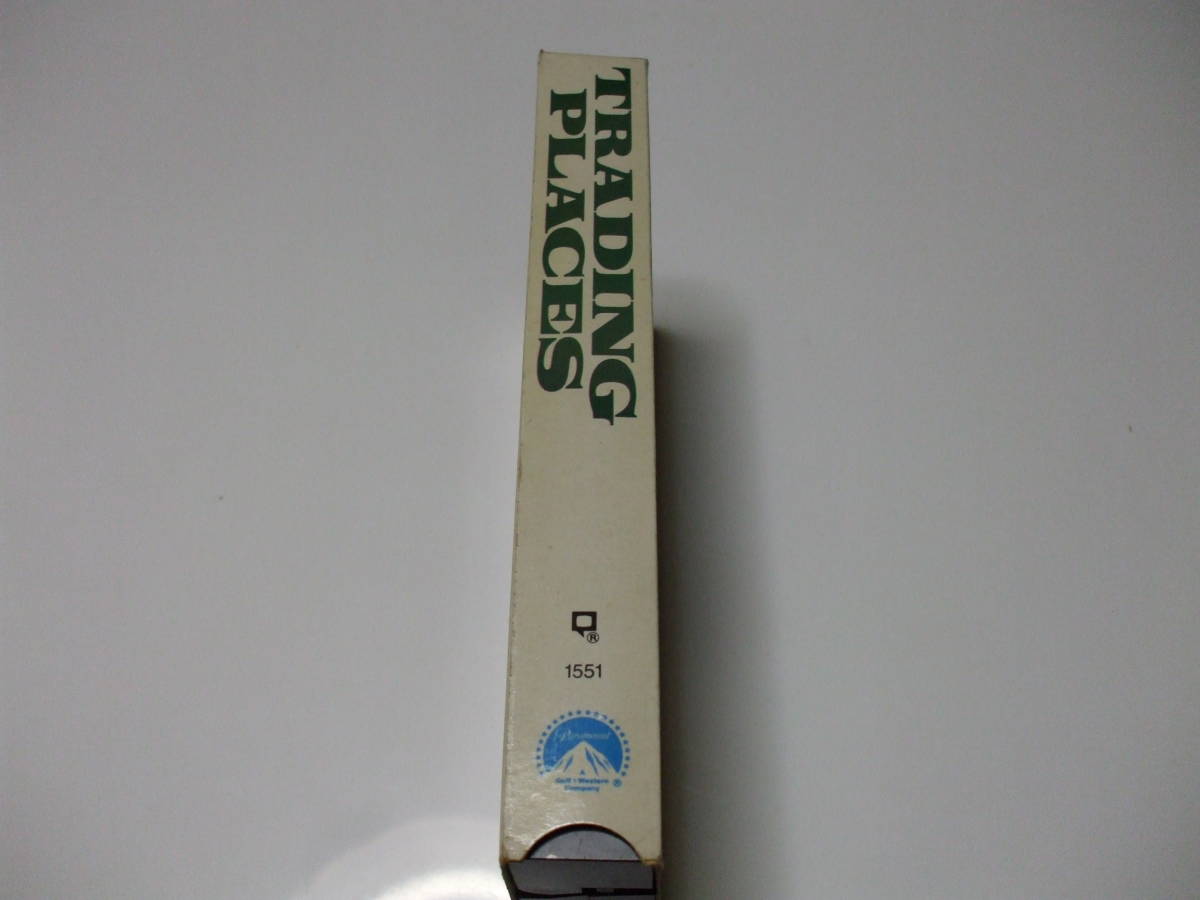 TRADING
PLACES
®
1551
Paramount
A
Gulf + Western
Company
®